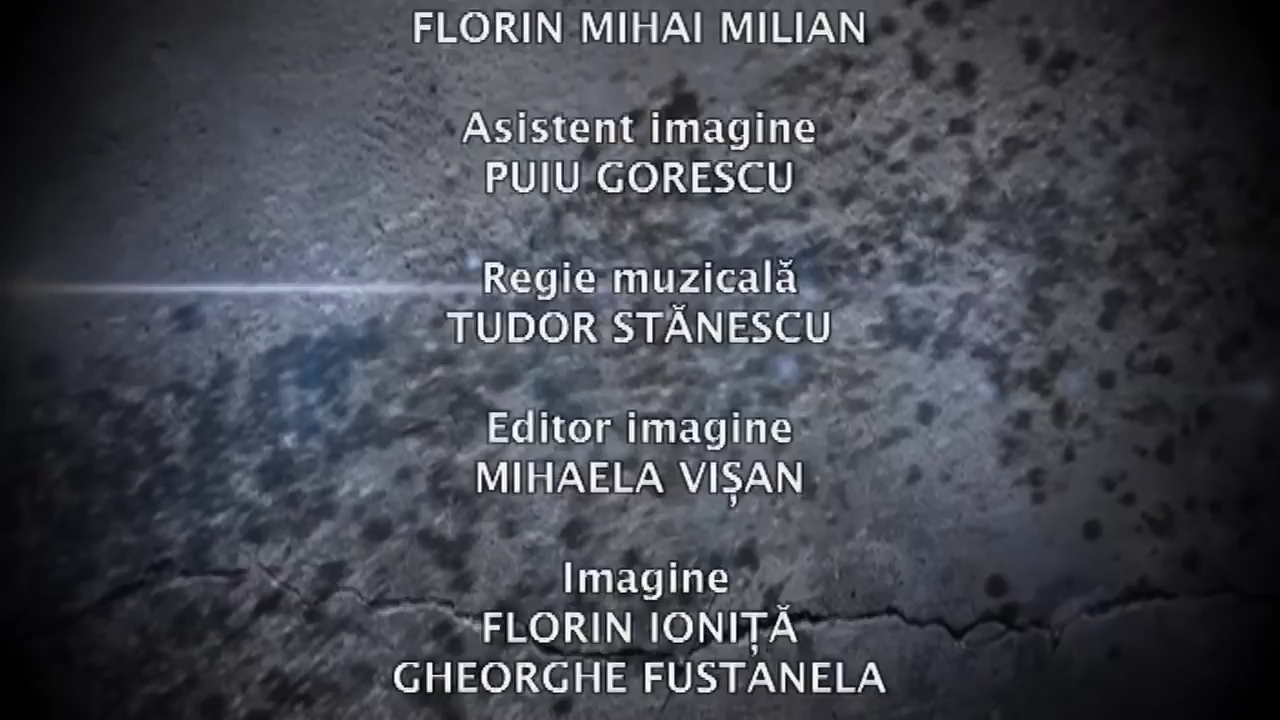 FLORIN MIHAI MILIAN
Asistent imagine
PUIU GORESCU
Regie muzicală
TUDOR STĂNESCU
Editor imagine
MIHAELA VIȘAN
Imagine
FLORIN IONIȚĂ
GHEORGHE FUSTANELA